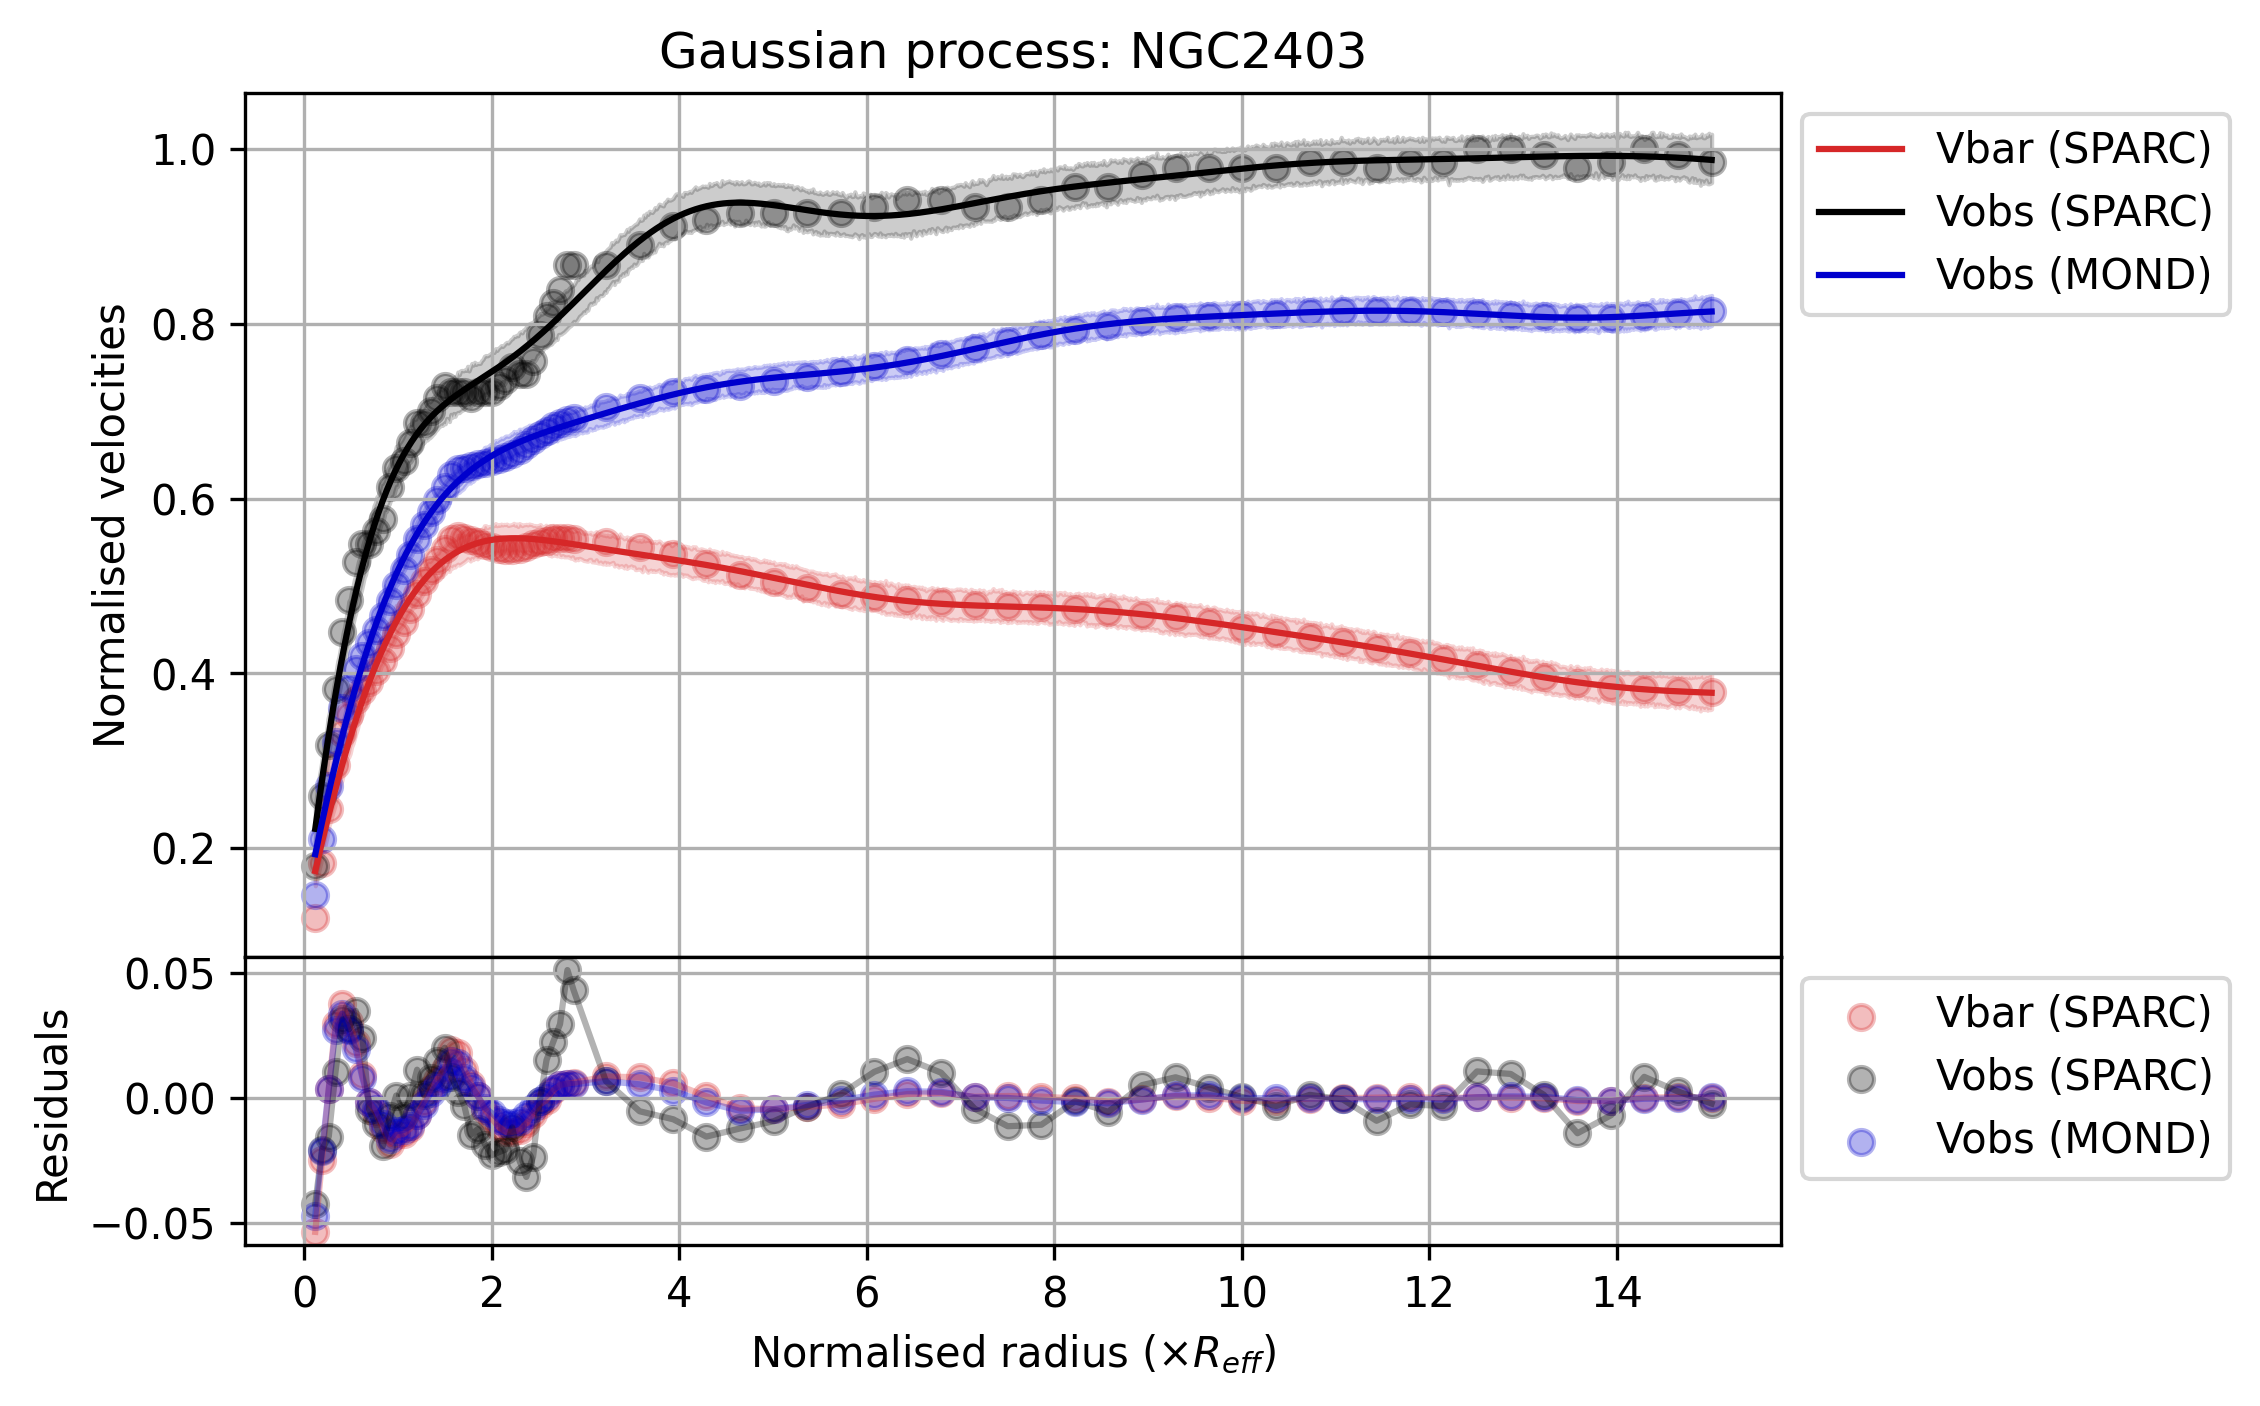 Gaussian process: NGC2403
Normalised velocities
1.0
0.8
0.6
0.4
0.2
Vbar (SPARC)
Vobs (SPARC)
Vobs (MOND)
Residuals
0.05
0.00
−0.05
Vbar (SPARC)
Vobs (SPARC)
Vobs (MOND)
0 2 4 6 8 10 12 14
Normalised radius (×R_eff)